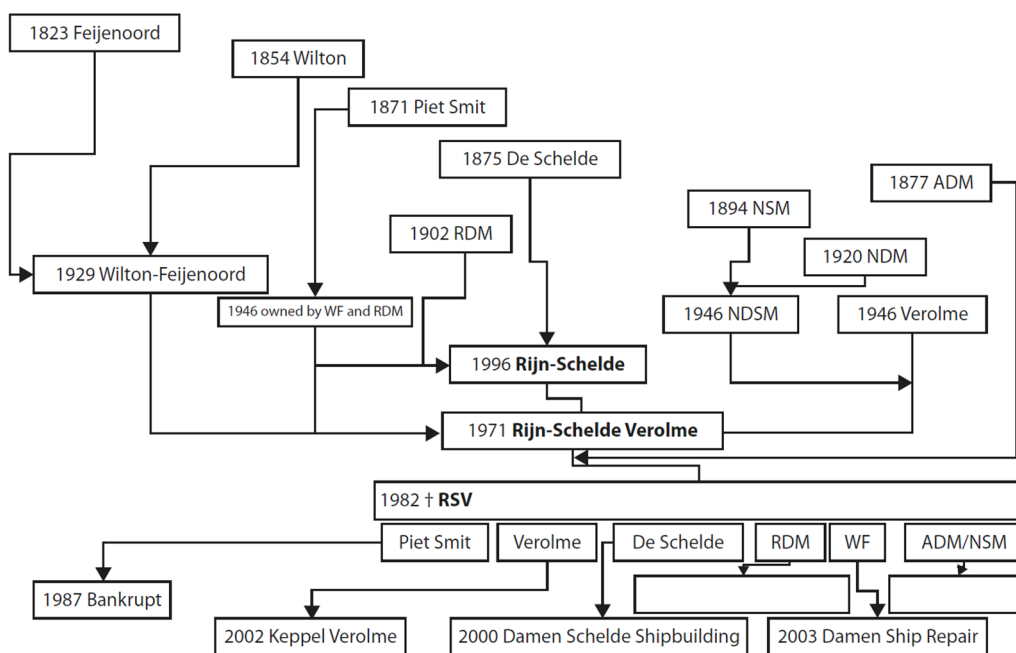 1823 Feijenoord
1854 Wilton
1871 Piet Smit
1875 De Schelde
1877 ADM
1894 NSM
1902 RDM
1920 NDM
1929 Wilton-Feijenoord
1946 owned by WF and RDM
1946 NDSM
1946 Verolme
1996 Rijn-Schelde
1971 Rijn-Schelde Verolme
1982 † RSV
Piet Smit
Verolme
De Schelde
RDM
WF
ADM/NSM
1987 Bankrupt
2002 Keppel Verolme
2000 Damen Schelde Shipbuilding
2003 Damen Ship Repair